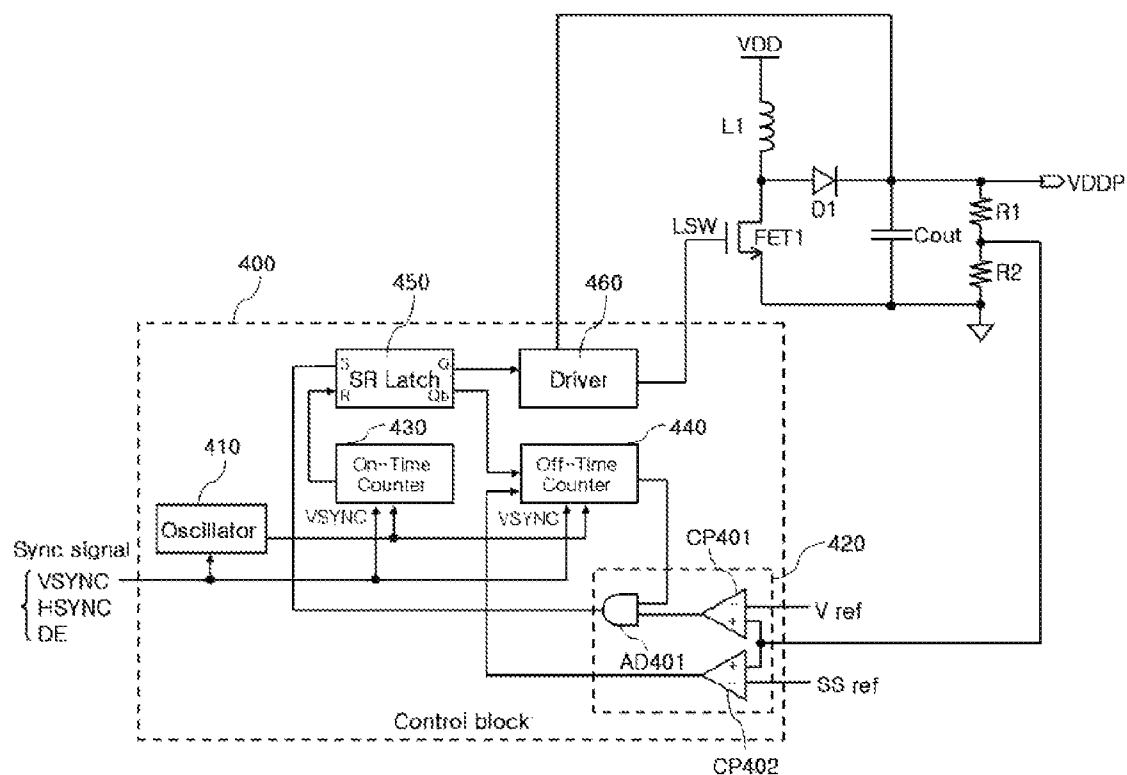 VDD
L1
VDDP
D1
R1
LSW
FET1
Cout
R2
400
450
460
S
Q
SR Latch
R
Qb
Driver
430
440
410
On-Time
Counter
Off-Time
Counter
VSYNC
VSYNC
Oscillator
CP401
420
Sync signal
VSYNC
HSYNC
DE
-
+
V ref
AD401
+
-
SS ref
Control block
CP402